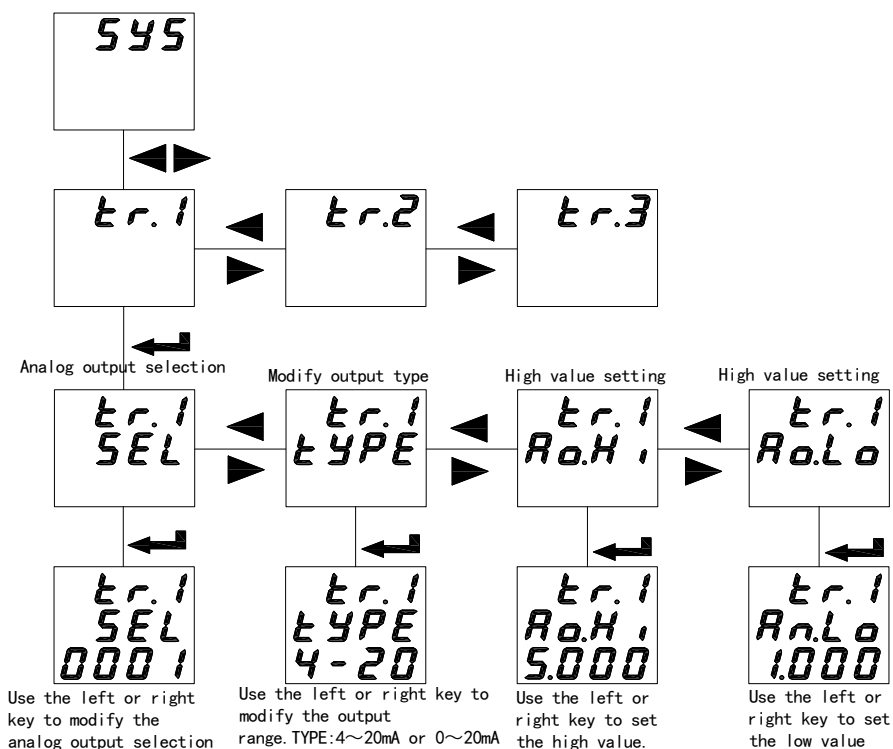 SYS
tr.1
tr.2
tr.3
Analog output selection
Modify output type
High value setting
High value setting
tr.1
SEL
tr.1
tYPE
tr.1
Ao.Hi
tr.1
Ao.Lo
tr.1
SEL
0001
tr.1
tYPE
4-20
tr.1
Ao.Hi
5.000
tr.1
An.Lo
1.000
Use the left or right
key to modify the
analog output selection
Use the left or right key to
modify the output
range.TYPE:4～20mA or 0～20mA
Use the left or
right key to set
the high value.
Use the left or
right key to set
the low value